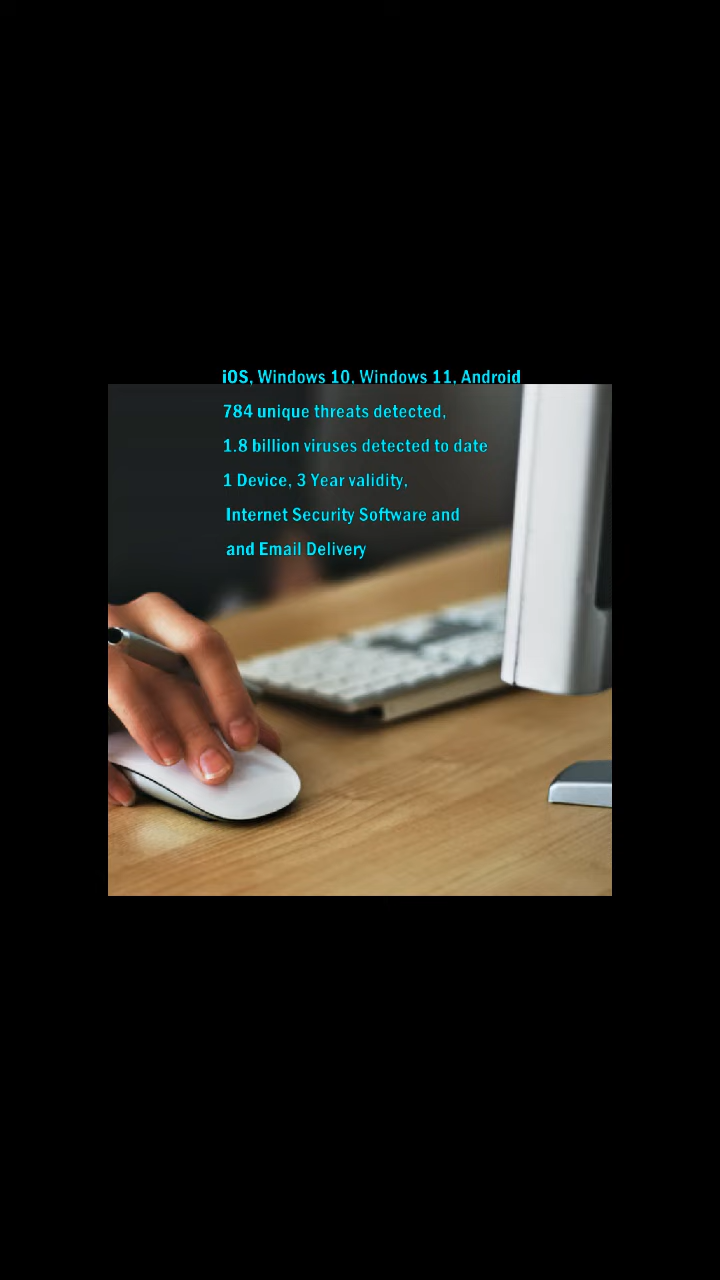 iOS, Windows 10, Windows 11, Android
784 unique threats detected,
1.8 billion viruses detected to date
1 Device, 3 Year validity,
Internet Security Software and
and Email Delivery